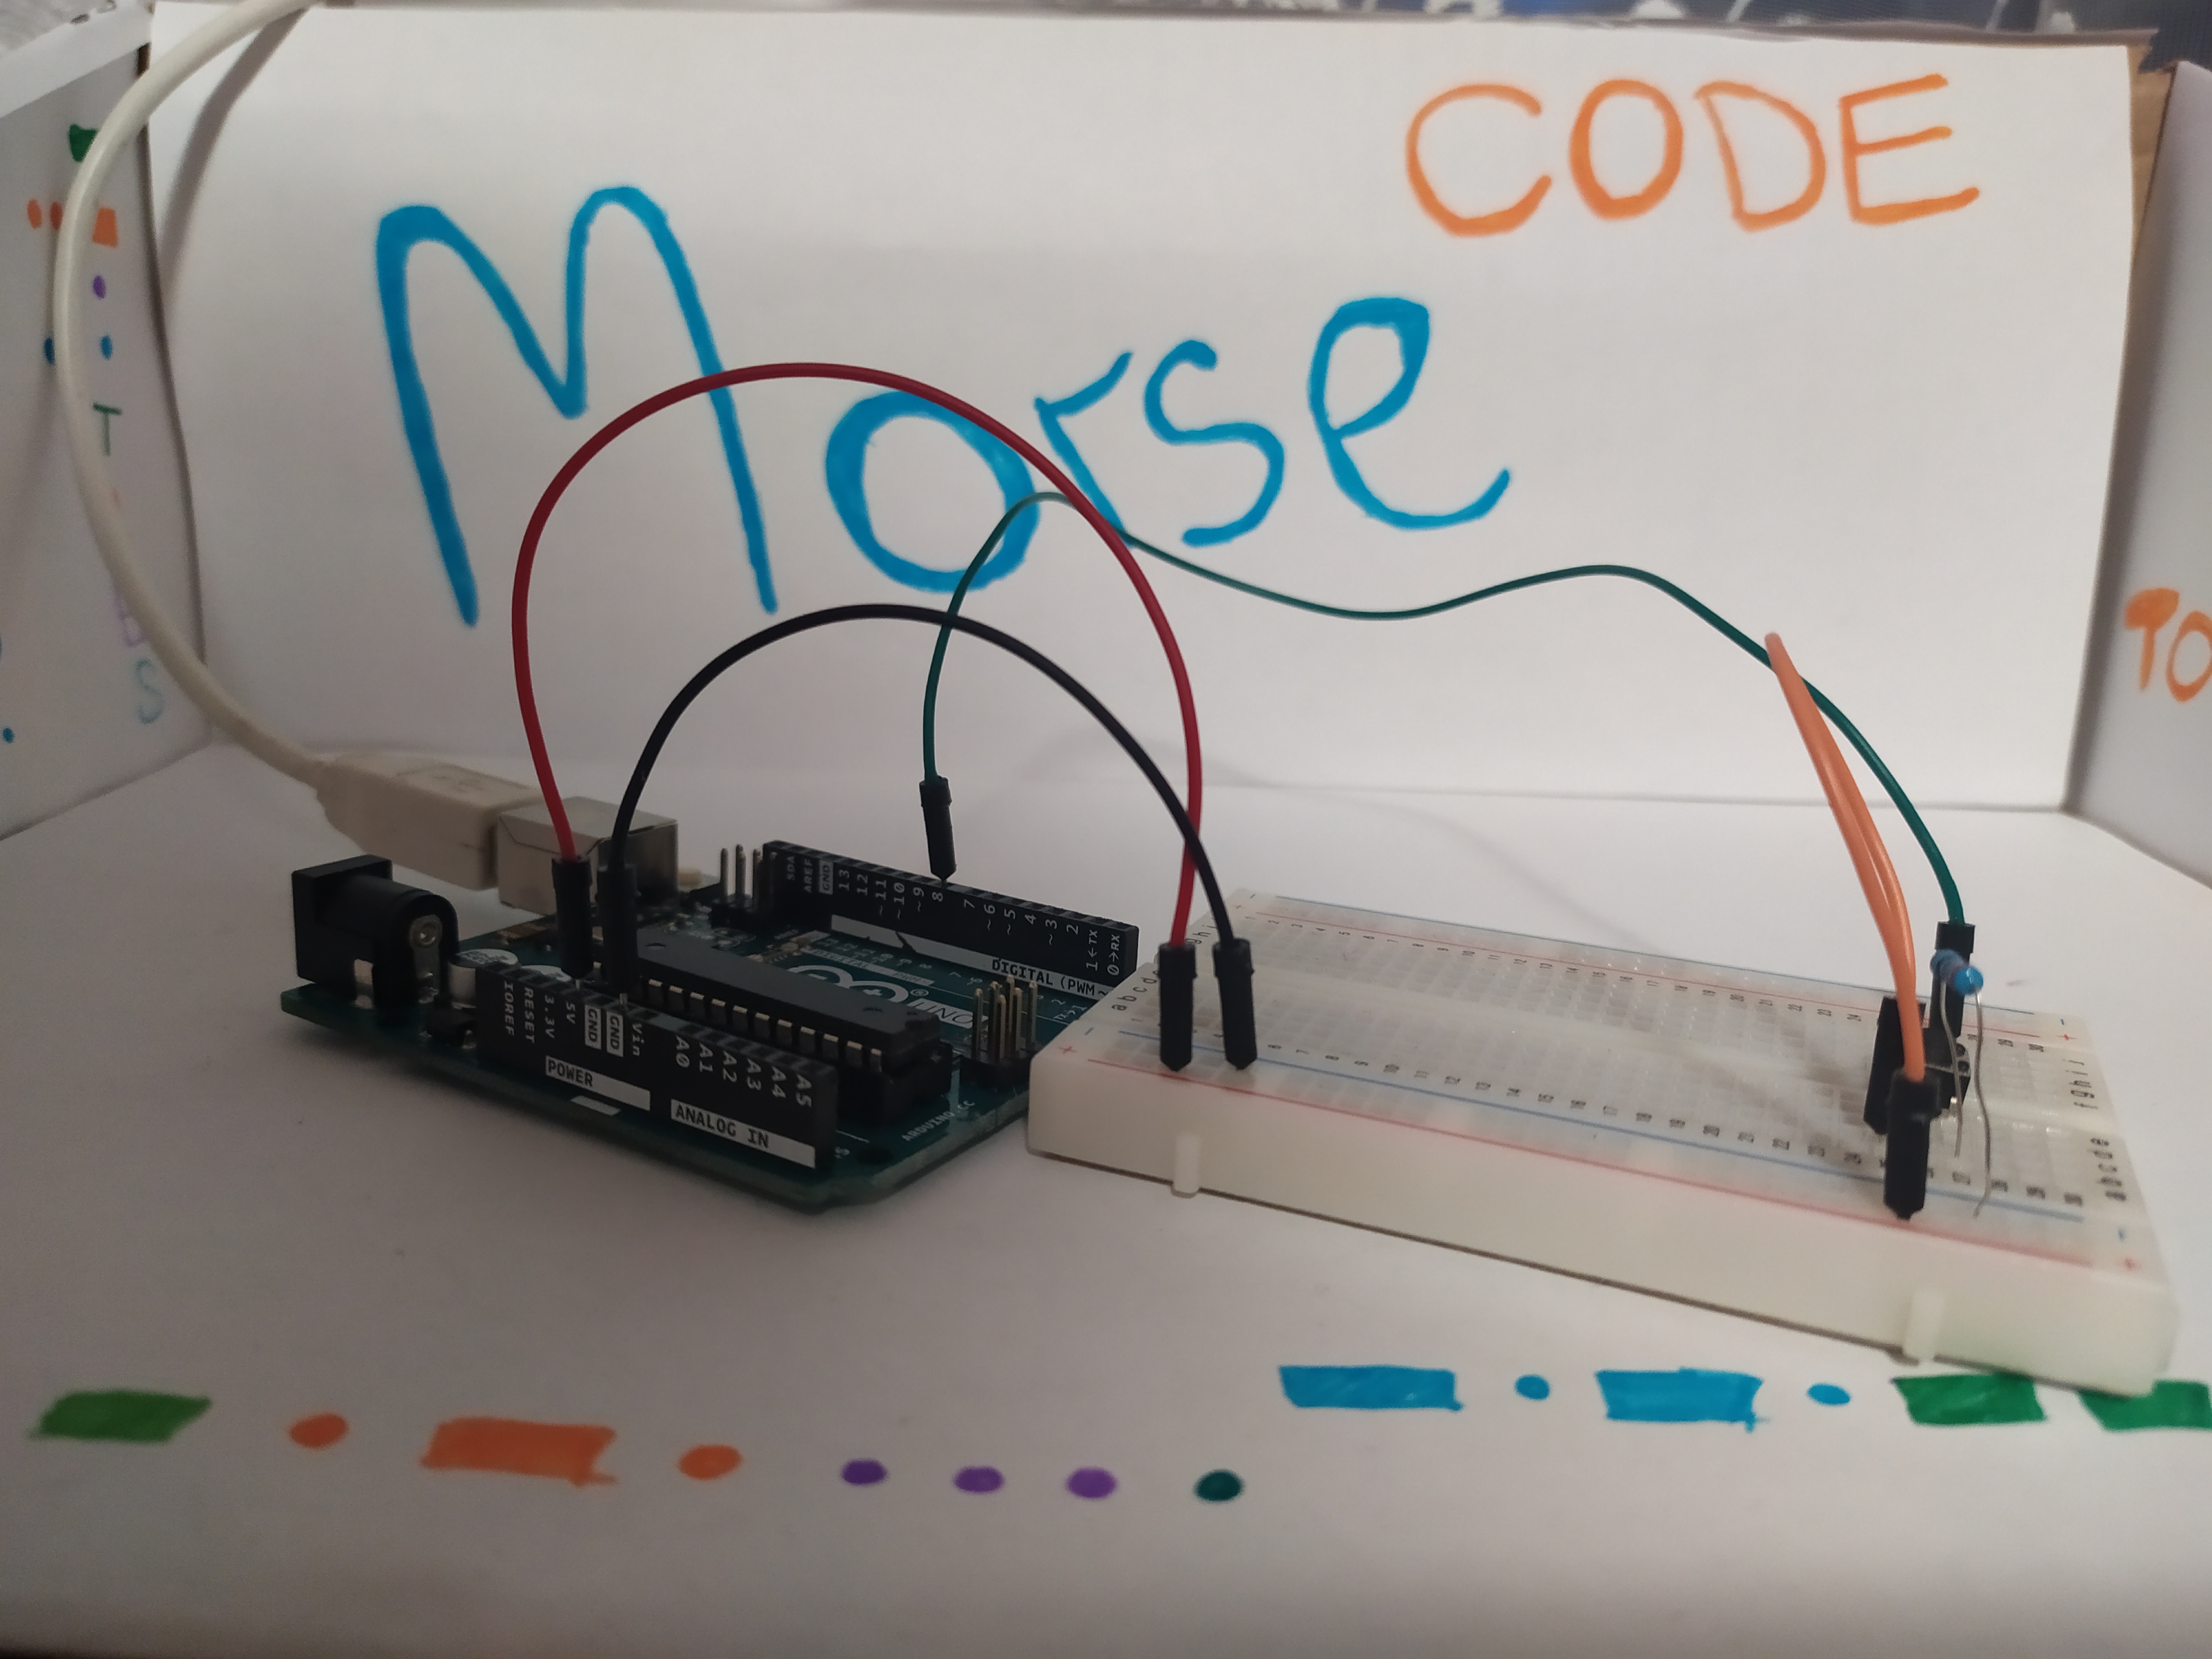 CODE
Morse
T
S
TO
SDA
AREF
GND
13
12
~11
~10
~9
8
7
~6
~5
4
~3
2
1←TX
0→RX
DIGITAL (PWM~
IOREF
RESET
3.3V
5V
GND
GND
Vin
POWER
A0
A1
A2
A3
A4
A5
ANALOG IN
ARDUINO.CC
a b c d
f g h i j
a b c d e